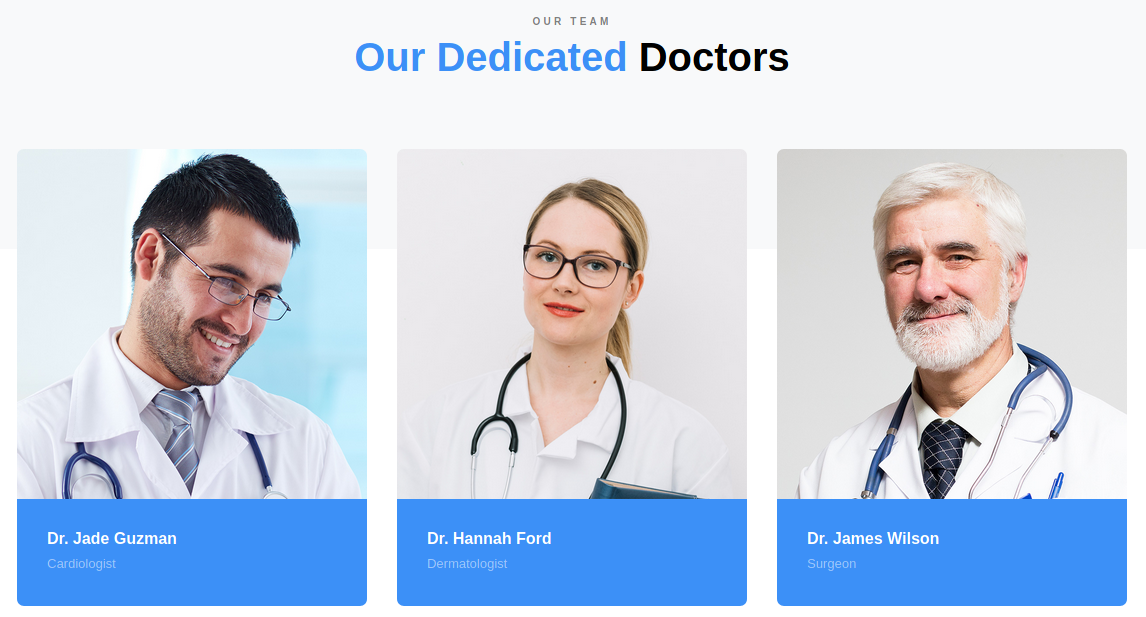 OUR TEAM
Our Dedicated Doctors
Dr. Jade Guzman
Cardiologist
Dr. Hannah Ford
Dermatologist
Dr. James Wilson
Surgeon